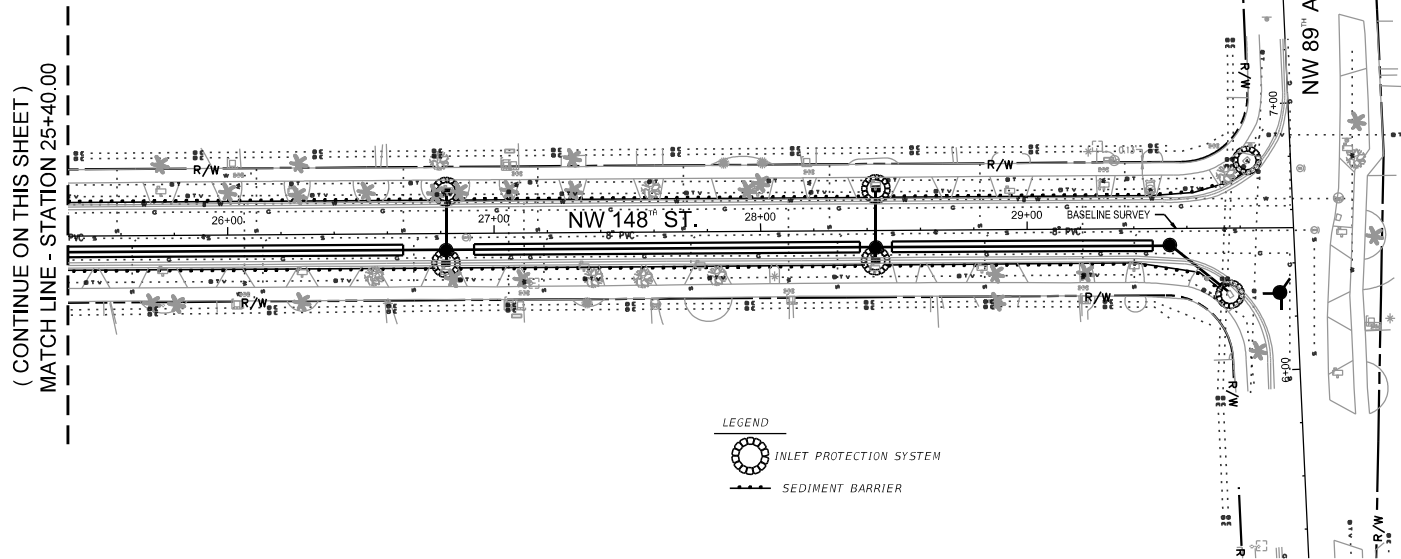 ( CONTINUE ON THIS SHEET )
MATCH LINE - STATION 25+40.00
NW 89TH A
7+00
R/W
R/W
R/W
26+00
27+00
NW 148TH ST.
28+00
29+00
BASELINE SURVEY
PVC
8" PVC
8" PVC
R/W
R/W
6+00
R/W
R/W
R
LEGEND
INLET PROTECTION SYSTEM
SEDIMENT BARRIER